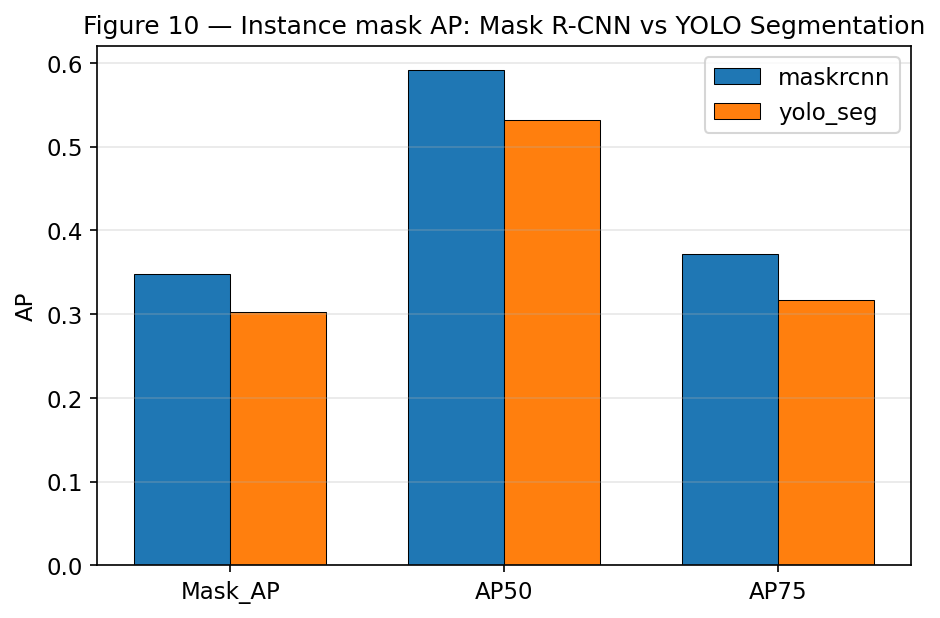 Figure 10 — Instance mask AP: Mask R-CNN vs YOLO Segmentation
maskrcnn
yolo_seg
AP
0.6
0.5
0.4
0.3
0.2
0.1
0.0
Mask_AP AP50 AP75